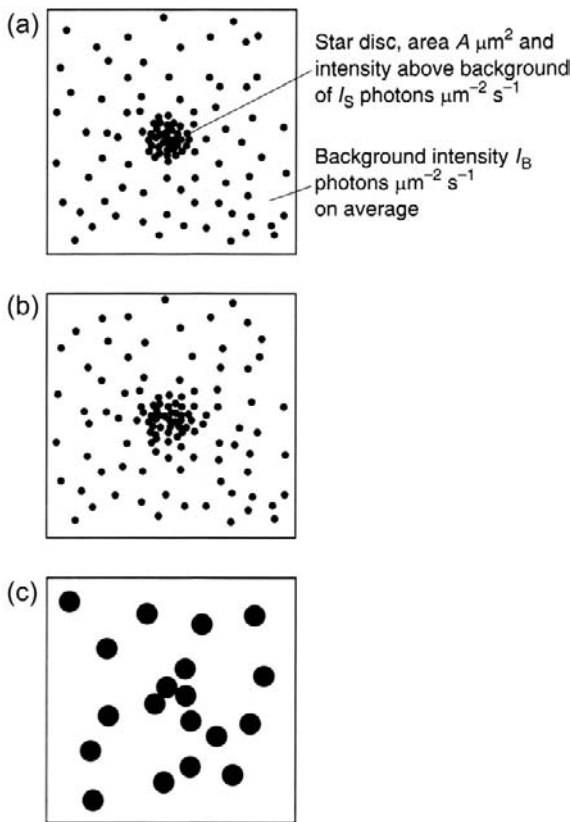 (a)
Star disc, area A μm² and
intensity above background
of I_S photons μm⁻² s⁻¹
Background intensity I_B
photons μm⁻² s⁻¹
on average
(b)
(c)